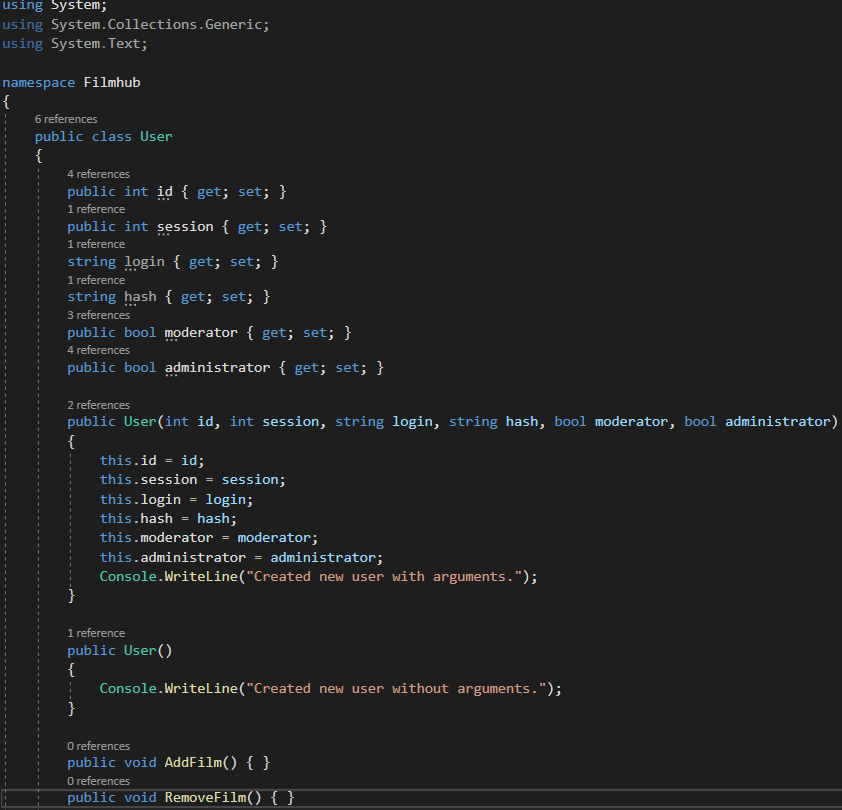 using System;
using System.Collections.Generic;
using System.Text;
namespace Filmhub
{
6 references
public class User
{
4 references
public int id { get; set; }
1 reference
public int session { get; set; }
1 reference
string login { get; set; }
1 reference
string hash { get; set; }
3 references
public bool moderator { get; set; }
4 references
public bool administrator { get; set; }
2 references
public User(int id, int session, string login, string hash, bool moderator, bool administrator)
{
this.id = id;
this.session = session;
this.login = login;
this.hash = hash;
this.moderator = moderator;
this.administrator = administrator;
Console.WriteLine("Created new user with arguments.");
}
1 reference
public User()
{
Console.WriteLine("Created new user without arguments.");
}
0 references
public void AddFilm() { }
0 references
public void RemoveFilm() { }